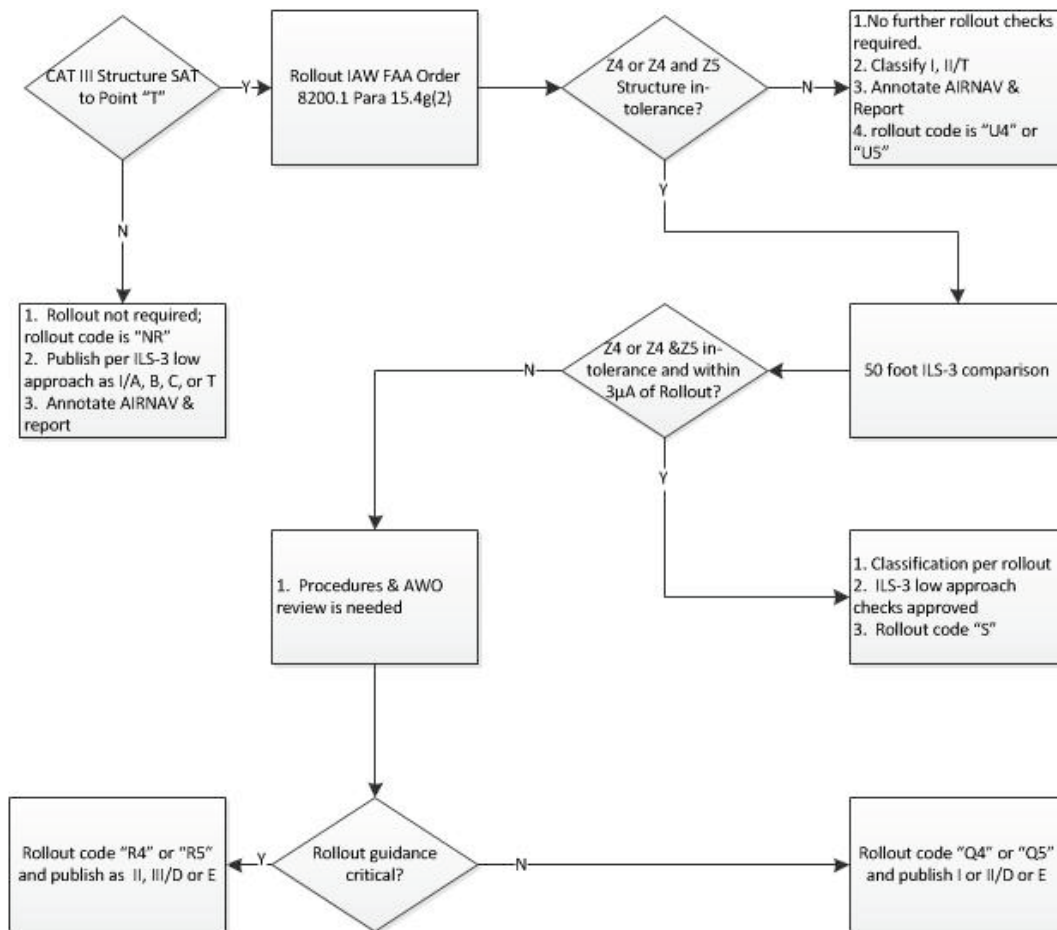 CAT III Structure SAT
to Point “T”
Y
Rollout IAW FAA Order
8200.1 Para 15.4g(2)
Z4 or Z4 and Z5
Structure in-
tolerance?
N
1.No further rollout checks
required.
2. Classify I, II/T
3. Annotate AIRNAV &
Report
4. rollout code is “U4” or
“U5”
N
Y
1. Rollout not required;
rollout code is “NR”
2. Publish per ILS-3 low
approach as I/A, B, C, or T
3. Annotate AIRNAV &
report
N
Z4 or Z4 &Z5 in-
tolerance and within
3µA of Rollout?
50 foot ILS-3 comparison
Y
1. Procedures & AWO
review is needed
1. Classification per rollout
2. ILS-3 low approach
checks approved
3. Rollout code “S”
Rollout code “R4” or “R5”
and publish as II, III/D or E
Y
Rollout guidance
critical?
N
Rollout code “Q4” or “Q5”
and publish I or II/D or E